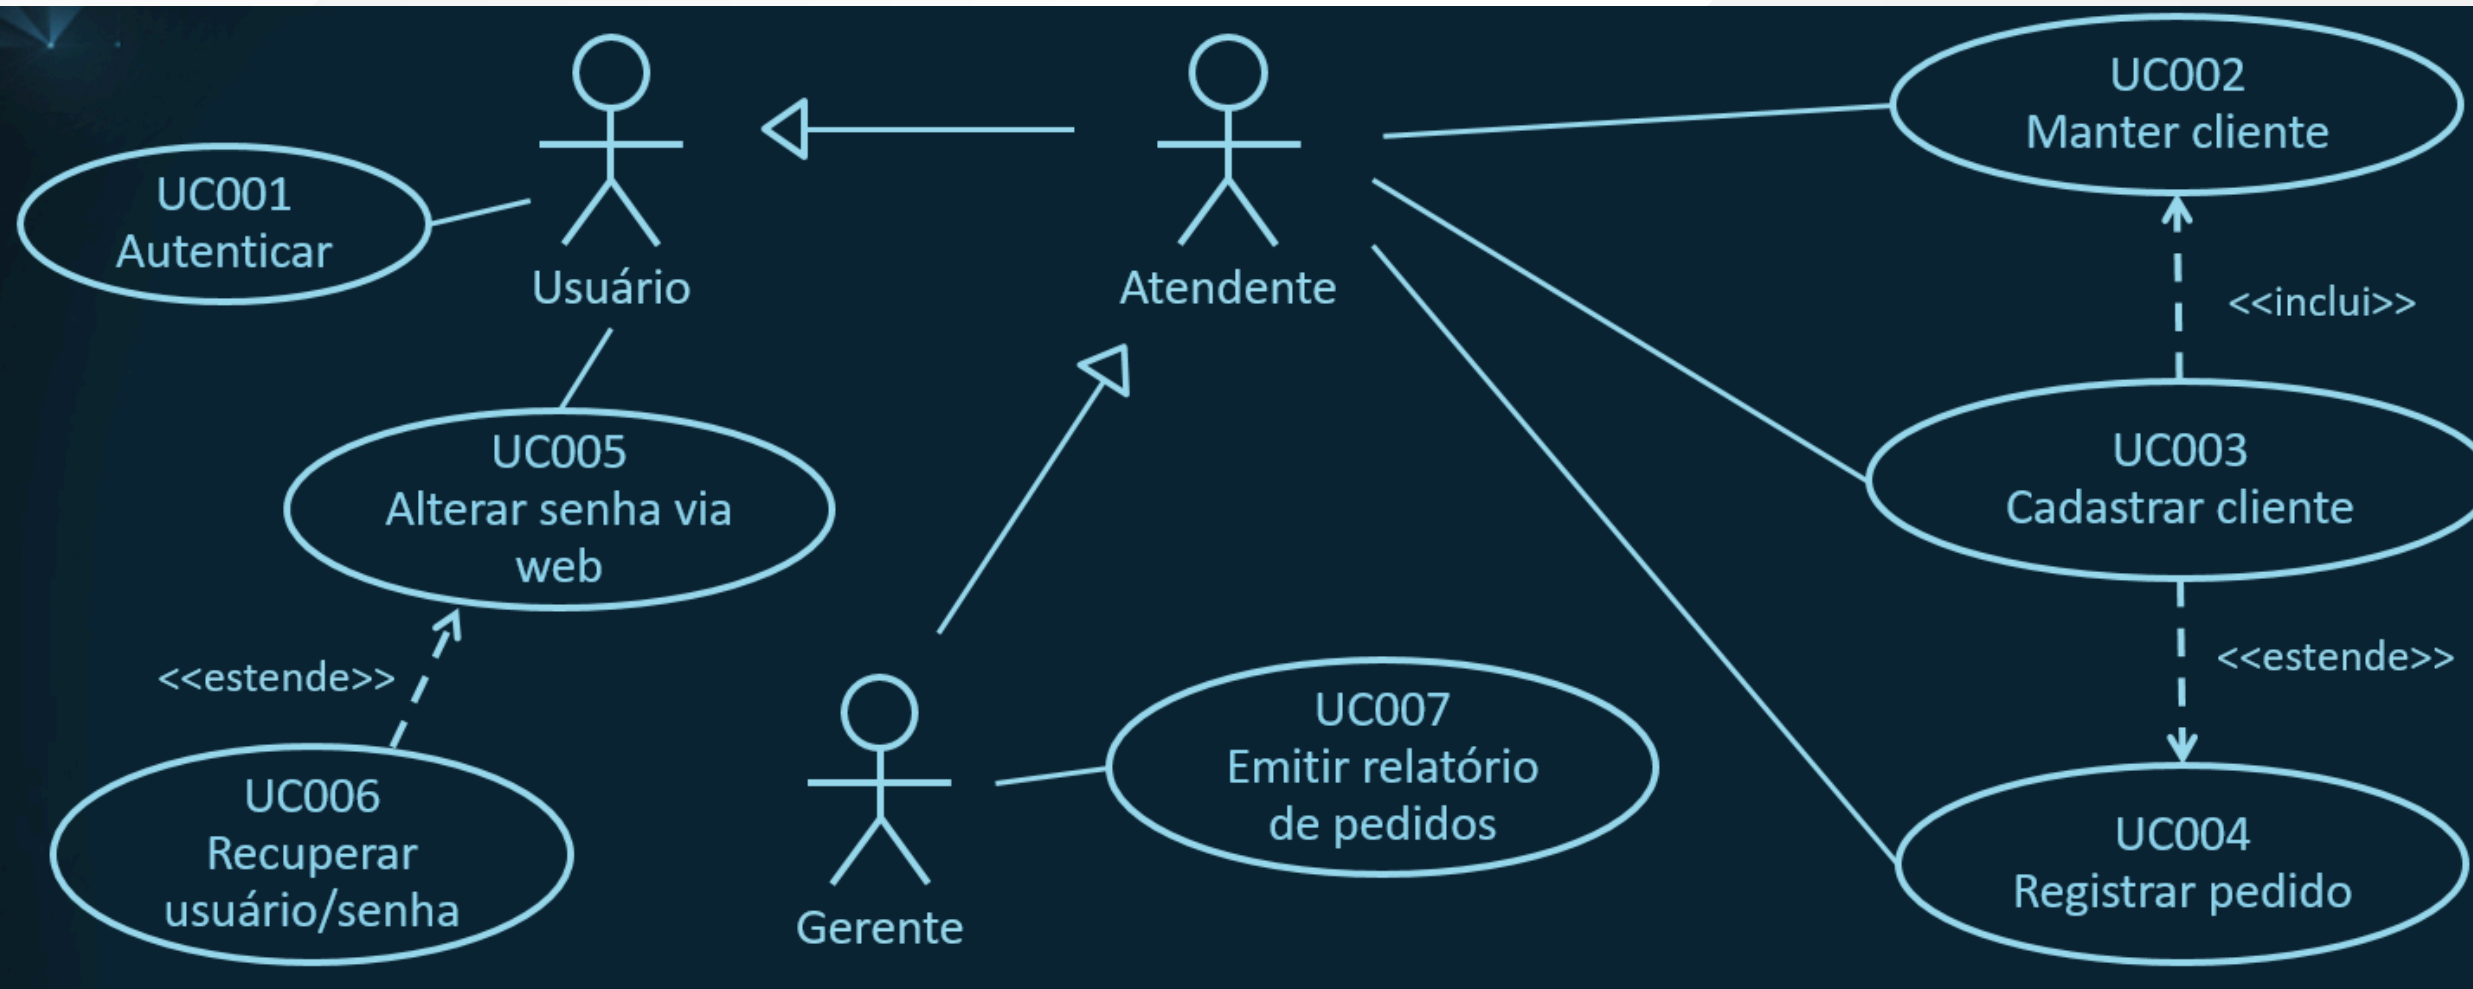 UC001
Autenticar
Usuário
Atendente
UC002
Manter cliente
<<inclui>>
UC003
Cadastrar cliente
<<estende>>
UC004
Registrar pedido
UC005
Alterar senha via
web
<<estende>>
UC006
Recuperar
usuário/senha
Gerente
UC007
Emitir relatório
de pedidos